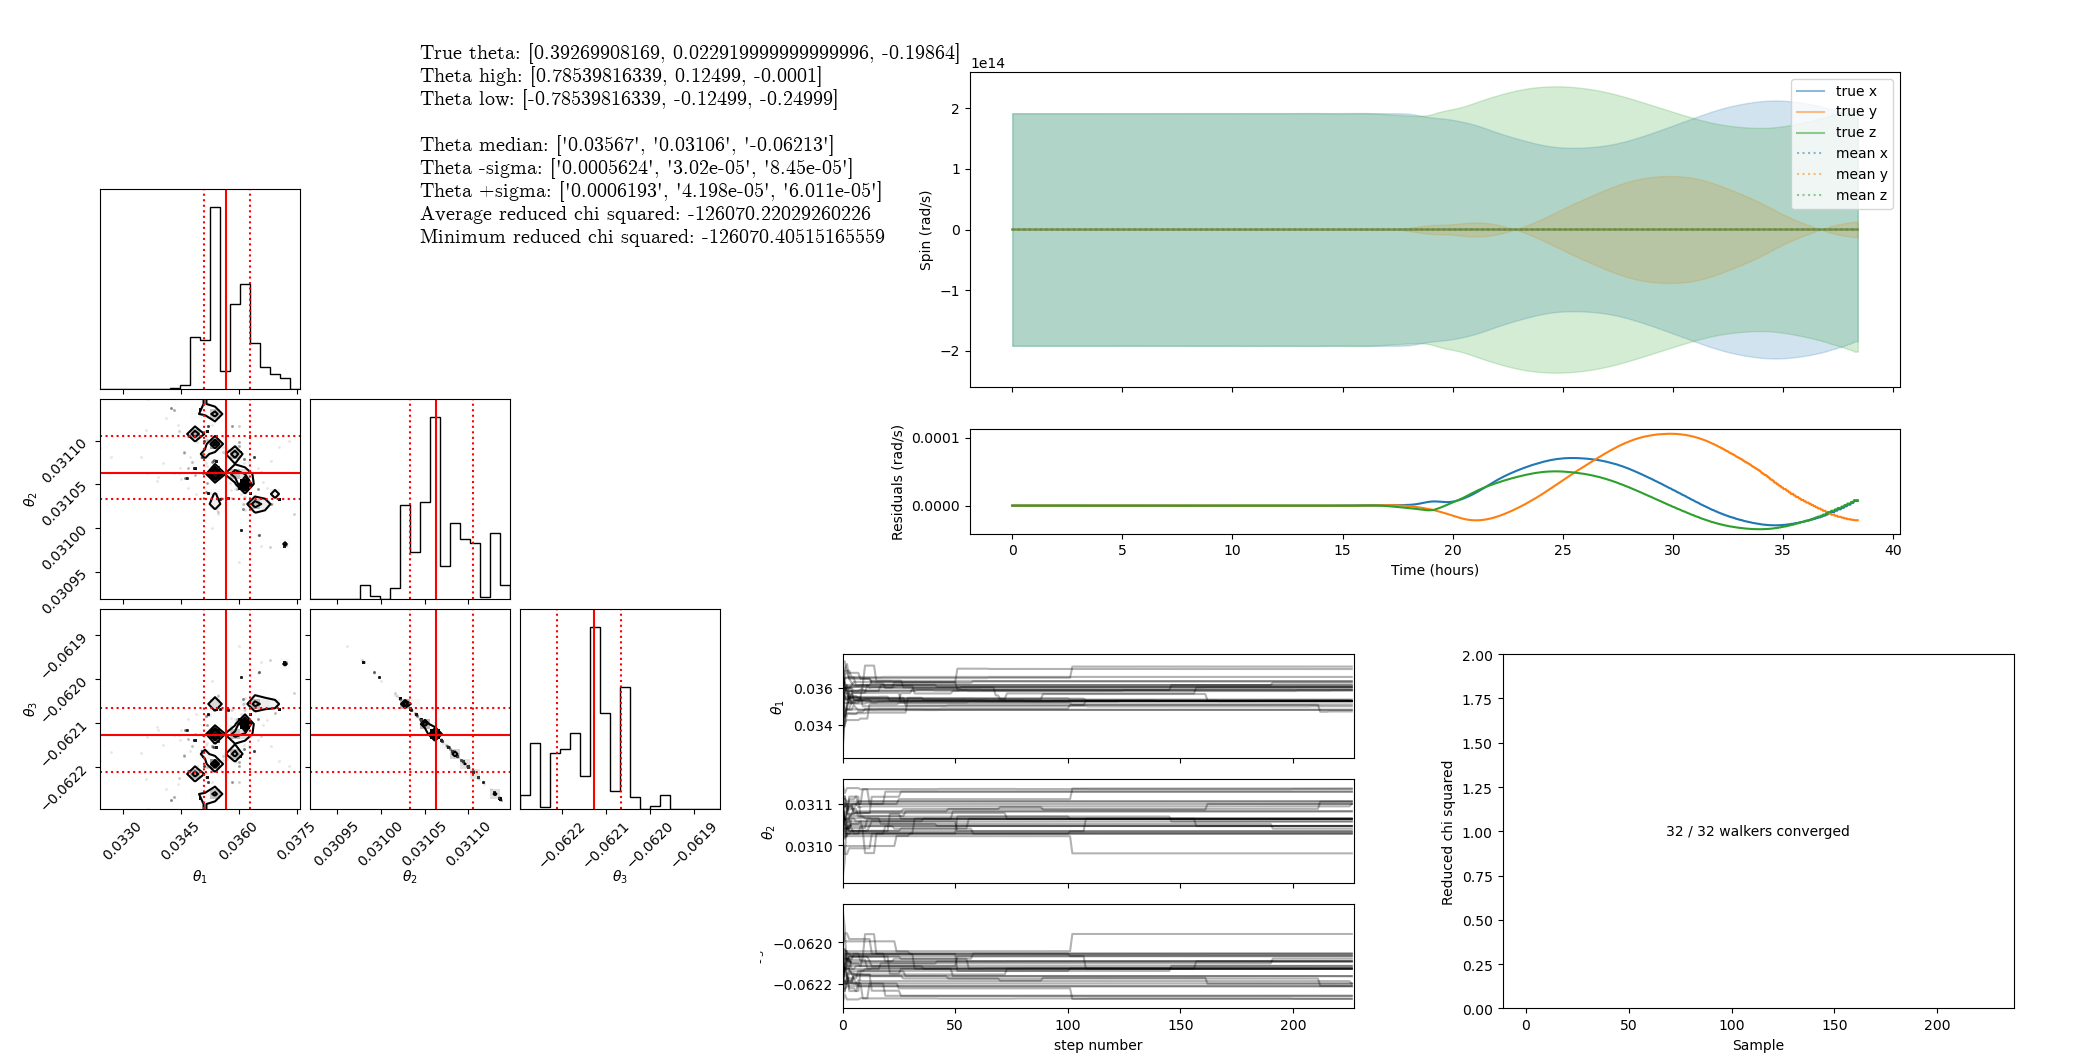 True theta: [0.39269908169, 0.022919999999999996, -0.19864]
Theta high: [0.78539816339, 0.12499, -0.0001]
Theta low: [-0.78539816339, -0.12499, -0.24999]
Theta median: ['0.03567', '0.03106', '-0.06213']
Theta -sigma: ['0.0005624', '3.02e-05', '8.45e-05']
Theta +sigma: ['0.0006193', '4.198e-05', '6.011e-05']
Average reduced chi squared: -126070.22029260226
Minimum reduced chi squared: -126070.40515165559
1e14
2
1
0
−1
−2
Spin (rad/s)
true x
true y
true z
mean x
mean y
mean z
0.0001
0.0000
Residuals (rad/s)
0 5 10 15 20 25 30 35 40
Time (hours)
0.03110
0.03105
0.03100
0.03095
θ2
−0.0619
−0.0620
−0.0621
−0.0622
θ3
0.0330 0.0345 0.0360 0.0375
θ1
0.03095 0.03100 0.03105 0.03110
θ2
−0.0622 −0.0621 −0.0620 −0.0619
θ3
0.036
0.034
θ1
0.0311
0.0310
θ2
−0.0620
−0.0622
0 50 100 150 200
step number
2.00
1.75
1.50
1.25
1.00
0.75
0.50
0.25
0.00
Reduced chi squared
32 / 32 walkers converged
0 50 100 150 200
Sample